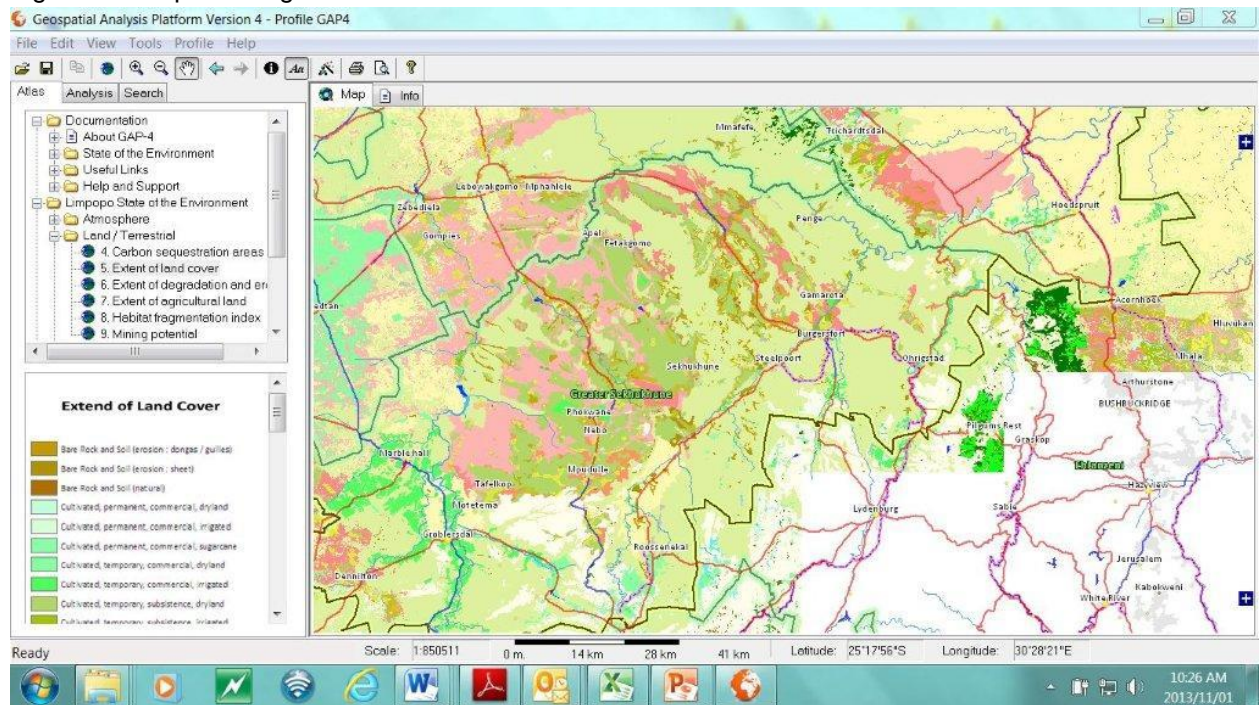 Geospatial Analysis Platform Version 4 - Profile GAP4
File Edit View Tools Profile Help
Atlas Analysis Search
Map Info
Documentation
About GAP-4
State of the Environment
Useful Links
Help and Support
Limpopo State of the Environment
Atmosphere
Land / Terrestrial
4. Carbon sequestration areas
5. Extent of land cover
6. Extent of degradation and er
7. Extent of agricultural land
8. Habitat fragmentation index
9. Mining potential
Extend of Land Cover
Bare Rock and Soil (erosion : dongas / gullies)
Bare Rock and Soil (erosion : sheet)
Bare Rock and Soil (natural)
Cultivated, permanent, commercial, dryland
Cultivated, permanent, commercial, irrigated
Cultivated, permanent, commercial, sugarcane
Cultivated, temporary, commercial, dryland
Cultivated, temporary, commercial, irrigated
Cultivated, temporary, subsistence, dryland
Cultivated, temporary, subsistence, irrigated
Mmafefe
Trichardtsdal
Lebowakgomo Mphahlele
Zebediela
Hoedspruit
Penge
Gompies
Apel
Fetakgomo
Gamarota
Acornhoek
Burgersfort
Hluvukan
Steelpoort
Ohrigstad
Sekhukhune
Mhala
Arthurstone
Greater Sekhukhune
BUSHBUCKRIDGE
Phokwane
Nebo
Pilgrims Rest
Graskop
Marble hall
Mpudulle
Ehlanzeni
Tafelkop
Hazyview
Motetema
Lydenburg
Sabie
Groblersdal
Roossenekal
Jerusalem
Dennilton
Kabokweni
White River
Ready
Scale: 1:850511
0 m. 14 km 28 km 41 km
Latitude: 25°17'56"S
Longitude: 30°28'21"E
10:26 AM
2013/11/01